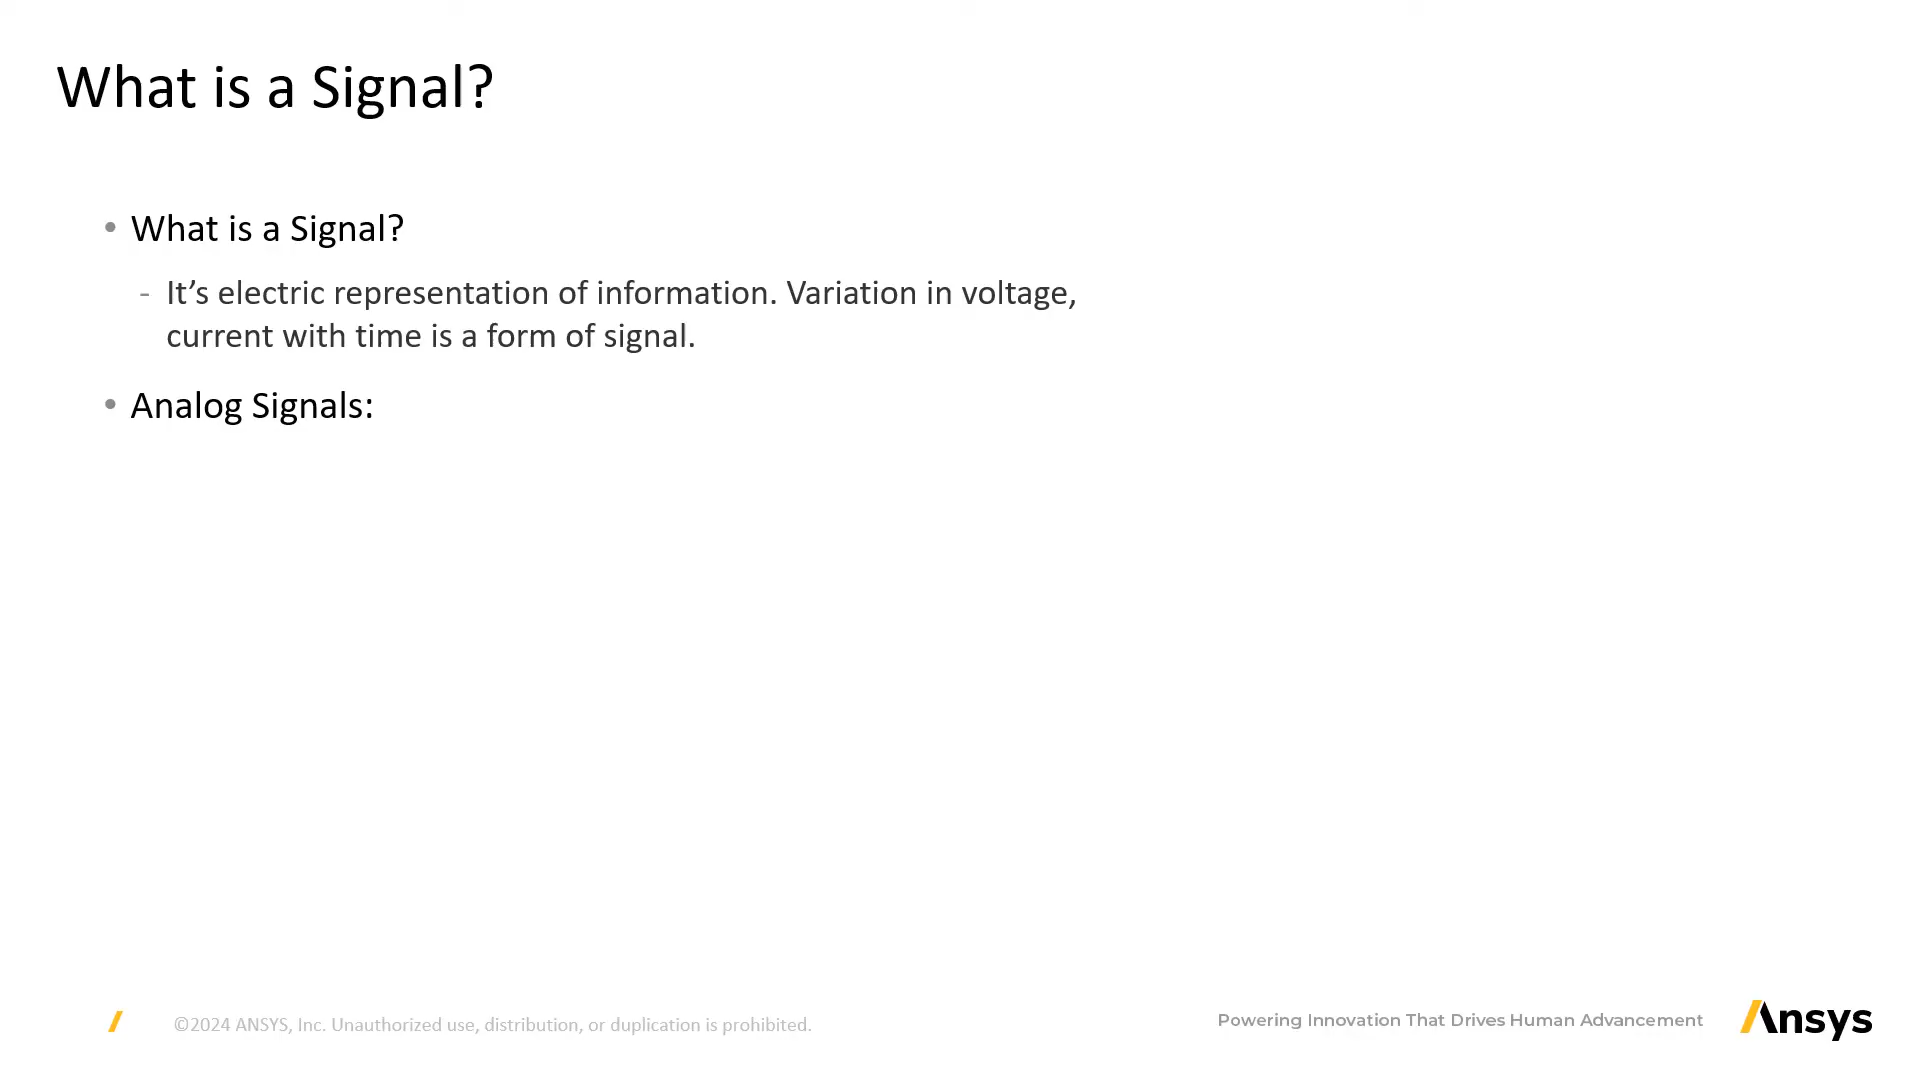 What is a Signal?
• What is a Signal?
- It’s electric representation of information. Variation in voltage,
current with time is a form of signal.
• Analog Signals:
©2024 ANSYS, Inc. Unauthorized use, distribution, or duplication is prohibited.
Powering Innovation That Drives Human Advancement
Ansys